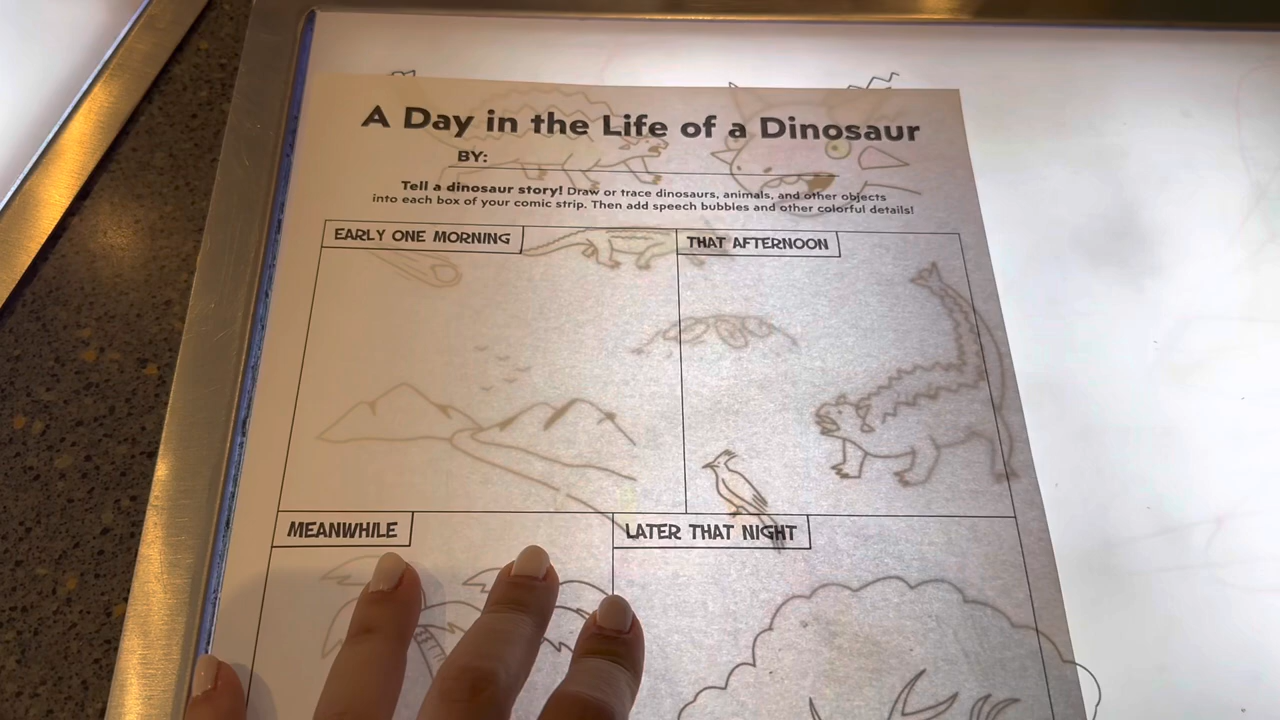 A Day in the Life of a Dinosaur
BY:
Tell a dinosaur story! Draw or trace dinosaurs, animals, and other objects
into each box of your comic strip. Then add speech bubbles and other colorful details!
EARLY ONE MORNING
THAT AFTERNOON
MEANWHILE
LATER THAT NIGHT